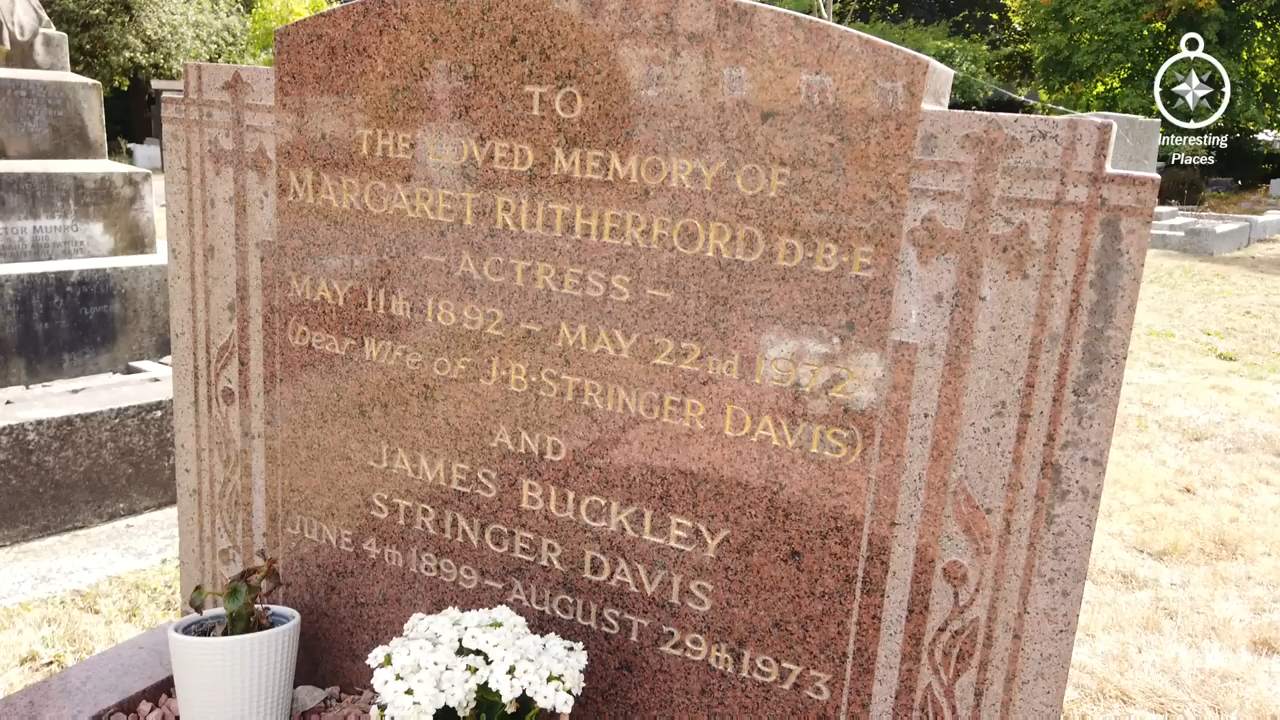 TO
THE LOVED MEMORY OF
MARGARET RUTHERFORD D·B·E
— ACTRESS —
MAY 11th 1892 — MAY 22nd 1972
(Dear Wife of J·B·STRINGER DAVIS)
AND
JAMES BUCKLEY
STRINGER DAVIS
JUNE 4th 1899—AUGUST 29th 1973
Interesting
Places